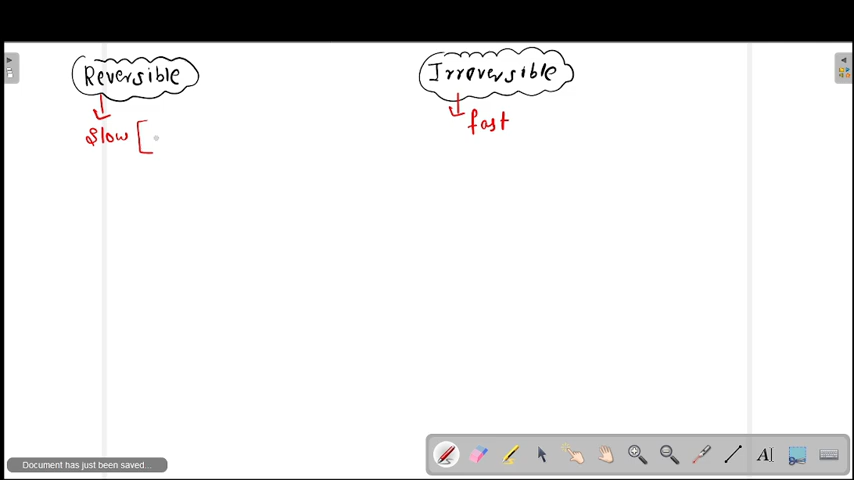 Reversible
Irreversible
Slow [
fast
Document has just been saved...
A